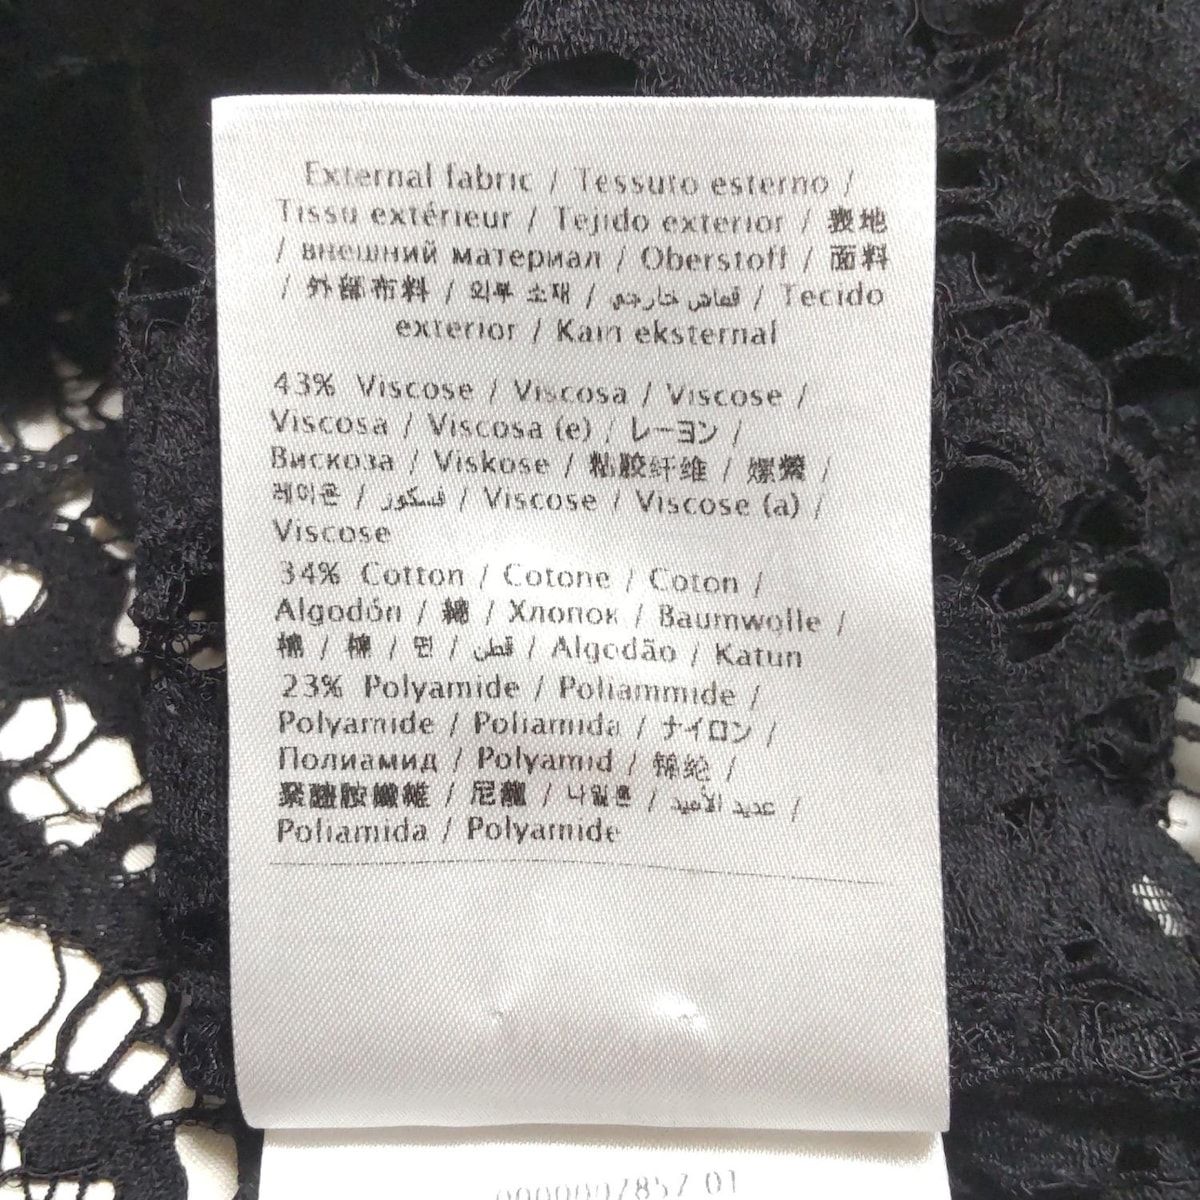 External fabric / Tessuto esterno /
Tissu extérieur / Tejido exterior / 表地
/ внешний материал / Oberstoff / 面料
/ 外部布料 / 외부 소재 / قماش خارجي / Tecido
exterior / Kain eksternal
43% Viscose / Viscosa / Viscose /
Viscosa / Viscosa (e) / レーヨン /
Вискоза / Viskose / 粘胶纤维 / 嫘縈 /
레이온 / فسكوز / Viscose / Viscose (a) /
Viscose
34% Cotton / Cotone / Coton /
Algodón / 綿 / Хлопок / Baumwolle /
棉 / 棉 / 면 / قطن / Algodão / Katun
23% Polyamide / Poliammide /
Polyamide / Poliamida / ナイロン /
Полиамид / Polyamid / 锦纶 /
聚醯胺纖維 / 尼龍 / 나일론 / عديد الأميد /
Poliamida / Polyamide